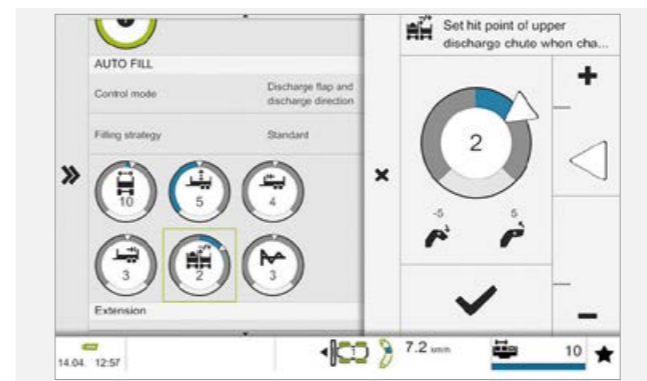 AUTO FILL
Control mode
Discharge flap and
discharge direction
Filling strategy
Standard
10
5
4
3
2
3
Extension
Set hit point of upper
discharge chute when cha...
+
2
-5
5
–
14.04. 12:57
1
7.2 km/h
10